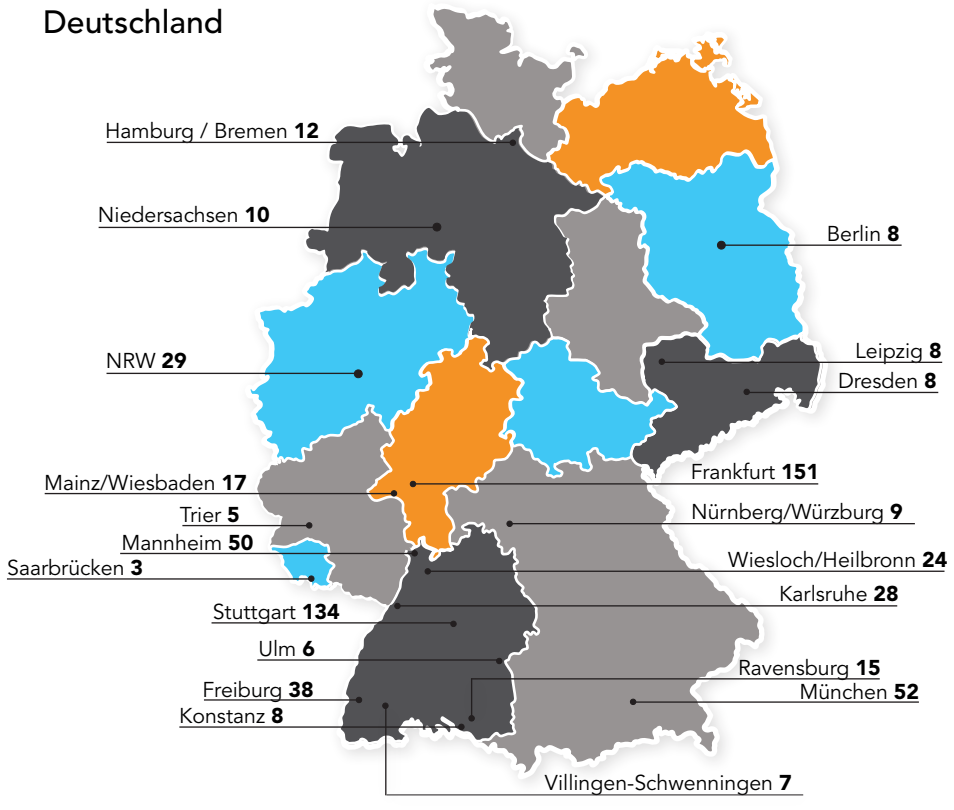 Deutschland
Hamburg / Bremen 12
Niedersachsen 10
Berlin 8
NRW 29
Leipzig 8
Dresden 8
Frankfurt 151
Mainz/Wiesbaden 17
Trier 5
Nürnberg/Würzburg 9
Mannheim 50
Wiesloch/Heilbronn 24
Saarbrücken 3
Karlsruhe 28
Stuttgart 134
Ulm 6
Ravensburg 15
Freiburg 38
München 52
Konstanz 8
Villingen-Schwenningen 7